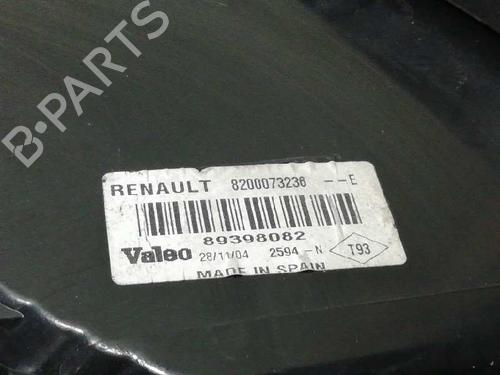 B-PARTS
RENAULT 8200073236 --E
89398082
Valeo 28/11/04 2594-N T93
MADE IN SPAIN